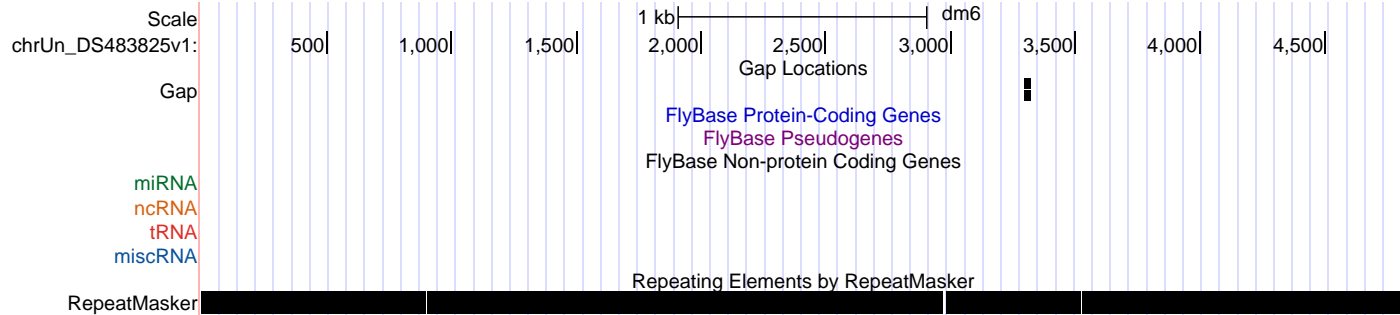 Scale 1 kb dm6
chrUn_DS483825v1: 500 1,000 1,500 2,000 2,500 3,000 3,500 4,000 4,500
Gap Locations
Gap
FlyBase Protein-Coding Genes
FlyBase Pseudogenes
FlyBase Non-protein Coding Genes
miRNA
ncRNA
tRNA
miscRNA
Repeating Elements by RepeatMasker
RepeatMasker